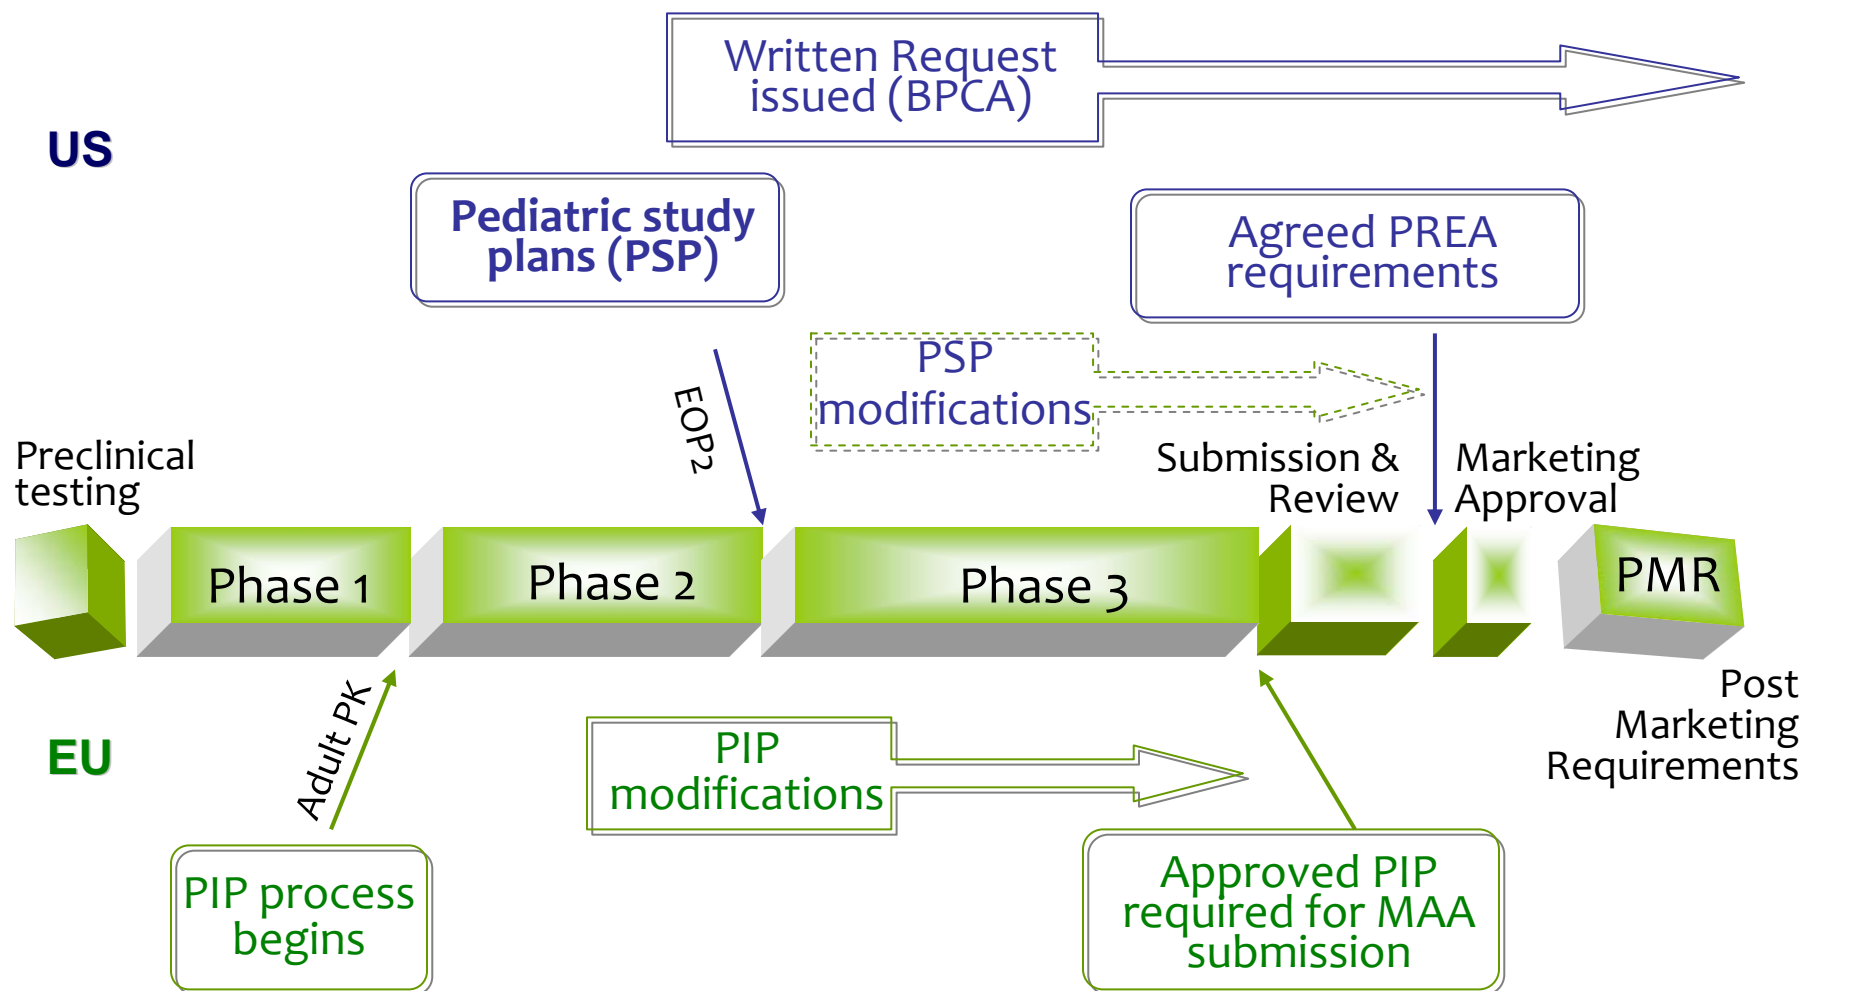 Written Request
issued (BPCA)
US
Pediatric study
plans (PSP)
Agreed PREA
requirements
PSP
modifications
EOP2
Preclinical
testing
Submission &
Review
Marketing
Approval
Phase 1
Phase 2
Phase 3
PMR
Post
Marketing
Requirements
Adult PK
EU
PIP
modifications
PIP process
begins
Approved PIP
required for MAA
submission